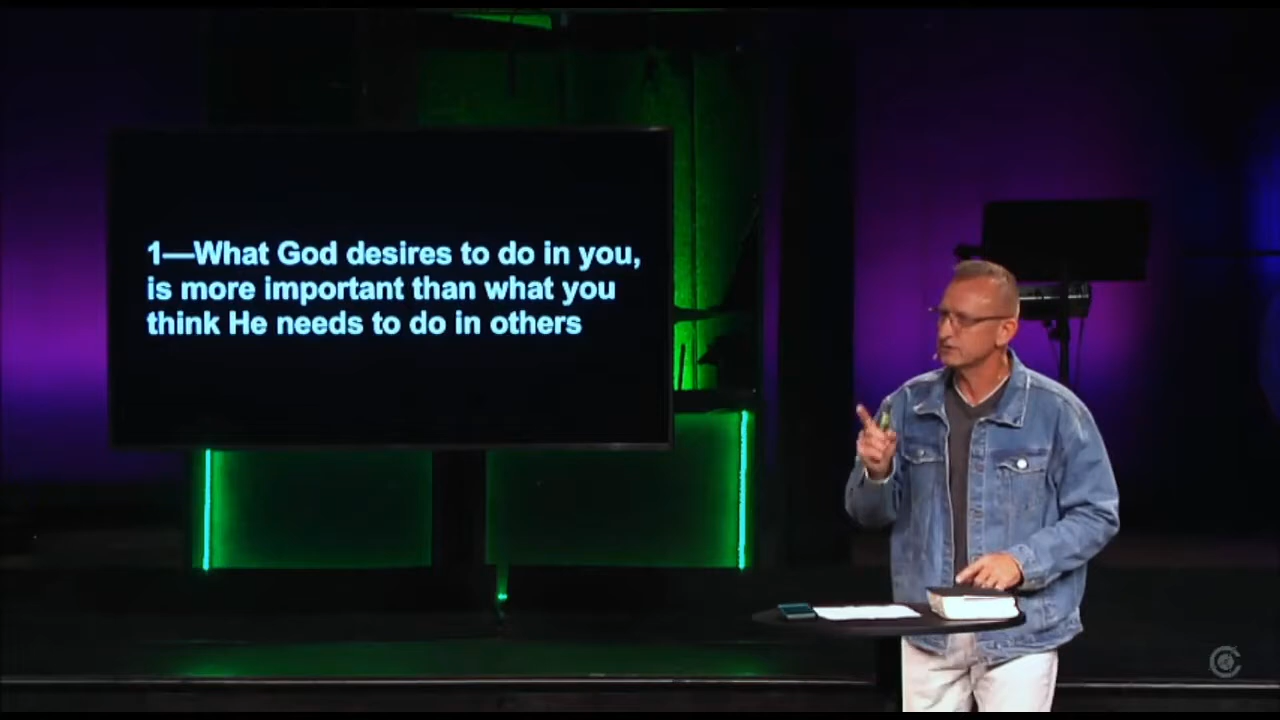 1—What God desires to do in you,
is more important than what you
think He needs to do in others